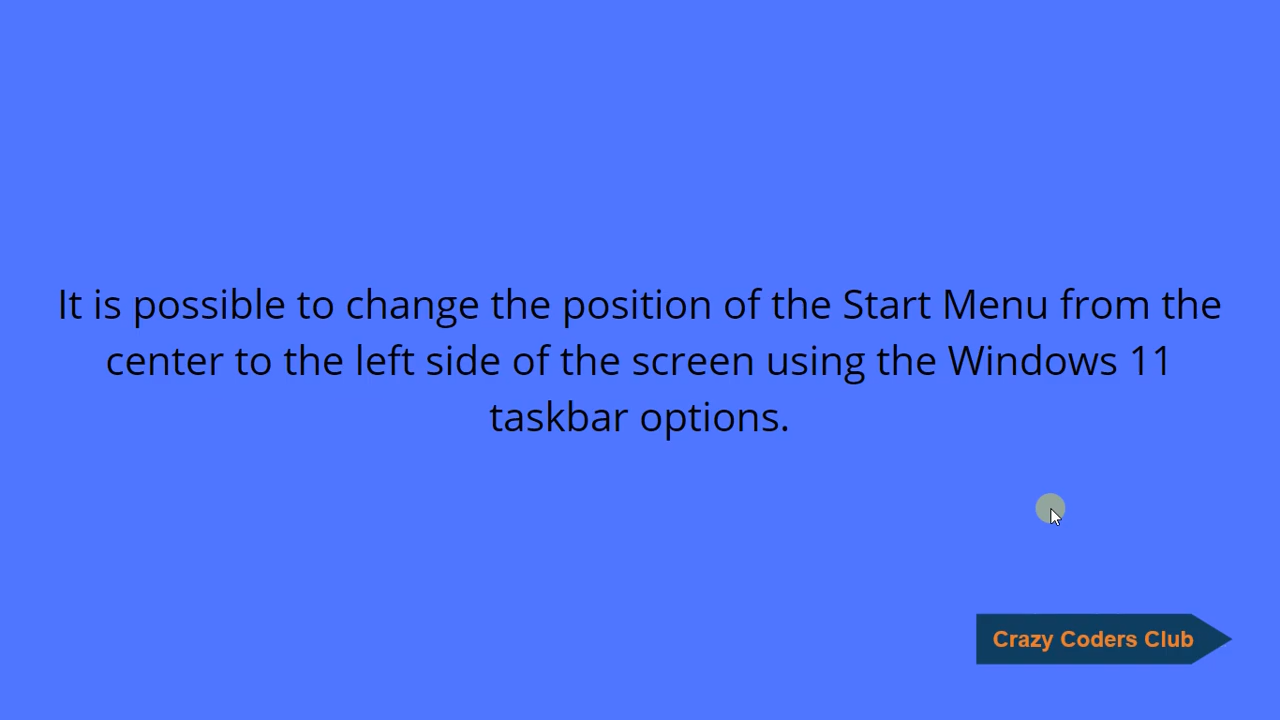 It is possible to change the position of the Start Menu from the
center to the left side of the screen using the Windows 11
taskbar options.
Crazy Coders Club